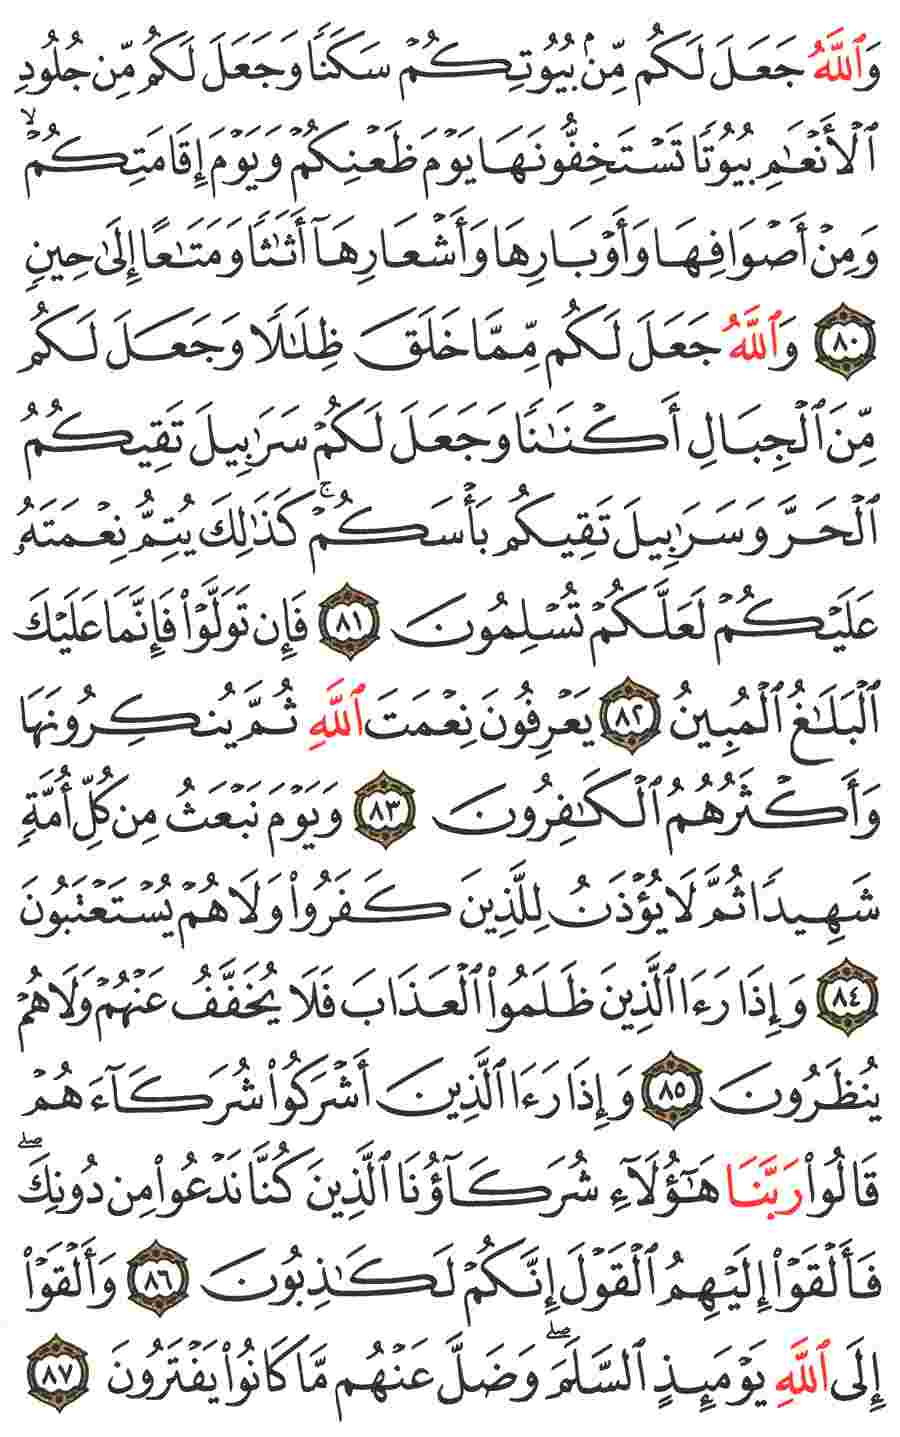 وَٱللَّهُ جَعَلَ لَكُم مِّنۢ بُيُوتِكُمْ سَكَنًا وَجَعَلَ لَكُم مِّن جُلُودِ
ٱلْأَنْعَٰمِ بُيُوتًا تَسْتَخِفُّونَهَا يَوْمَ ظَعْنِكُمْ وَيَوْمَ إِقَامَتِكُمْ ۙ
وَمِنْ أَصْوَافِهَا وَأَوْبَارِهَا وَأَشْعَارِهَآ أَثَٰثًا وَمَتَٰعًا إِلَىٰ حِينٍ
٨٠ وَٱللَّهُ جَعَلَ لَكُم مِّمَّا خَلَقَ ظِلَٰلًا وَجَعَلَ لَكُم
مِّنَ ٱلْجِبَالِ أَكْنَٰنًا وَجَعَلَ لَكُمْ سَرَٰبِيلَ تَقِيكُمُ
ٱلْحَرَّ وَسَرَٰبِيلَ تَقِيكُم بَأْسَكُمْ ۚ كَذَٰلِكَ يُتِمُّ نِعْمَتَهُۥ
عَلَيْكُمْ لَعَلَّكُمْ تُسْلِمُونَ ٨١ فَإِن تَوَلَّوْا۟ فَإِنَّمَا عَلَيْكَ
ٱلْبَلَٰغُ ٱلْمُبِينُ ٨٢ يَعْرِفُونَ نِعْمَتَ ٱللَّهِ ثُمَّ يُنكِرُونَهَا
وَأَكْثَرُهُمُ ٱلْكَٰفِرُونَ ٨٣ وَيَوْمَ نَبْعَثُ مِن كُلِّ أُمَّةٍ
شَهِيدًا ثُمَّ لَا يُؤْذَنُ لِلَّذِينَ كَفَرُوا۟ وَلَا هُمْ يُسْتَعْتَبُونَ
٨٤ وَإِذَا رَءَا ٱلَّذِينَ ظَلَمُوا۟ ٱلْعَذَابَ فَلَا يُخَفَّفُ عَنْهُمْ وَلَا هُمْ
يُنظَرُونَ ٨٥ وَإِذَا رَءَا ٱلَّذِينَ أَشْرَكُوا۟ شُرَكَآءَهُمْ
قَالُوا۟ رَبَّنَا هَٰٓؤُلَآءِ شُرَكَآؤُنَا ٱلَّذِينَ كُنَّا نَدْعُوا۟ مِن دُونِكَ ۖ
فَأَلْقَوْا۟ إِلَيْهِمُ ٱلْقَوْلَ إِنَّكُمْ لَكَٰذِبُونَ ٨٦ وَأَلْقَوْا۟
إِلَى ٱللَّهِ يَوْمَئِذٍ ٱلسَّلَمَ ۖ وَضَلَّ عَنْهُم مَّا كَانُوا۟ يَفْتَرُونَ ٨٧